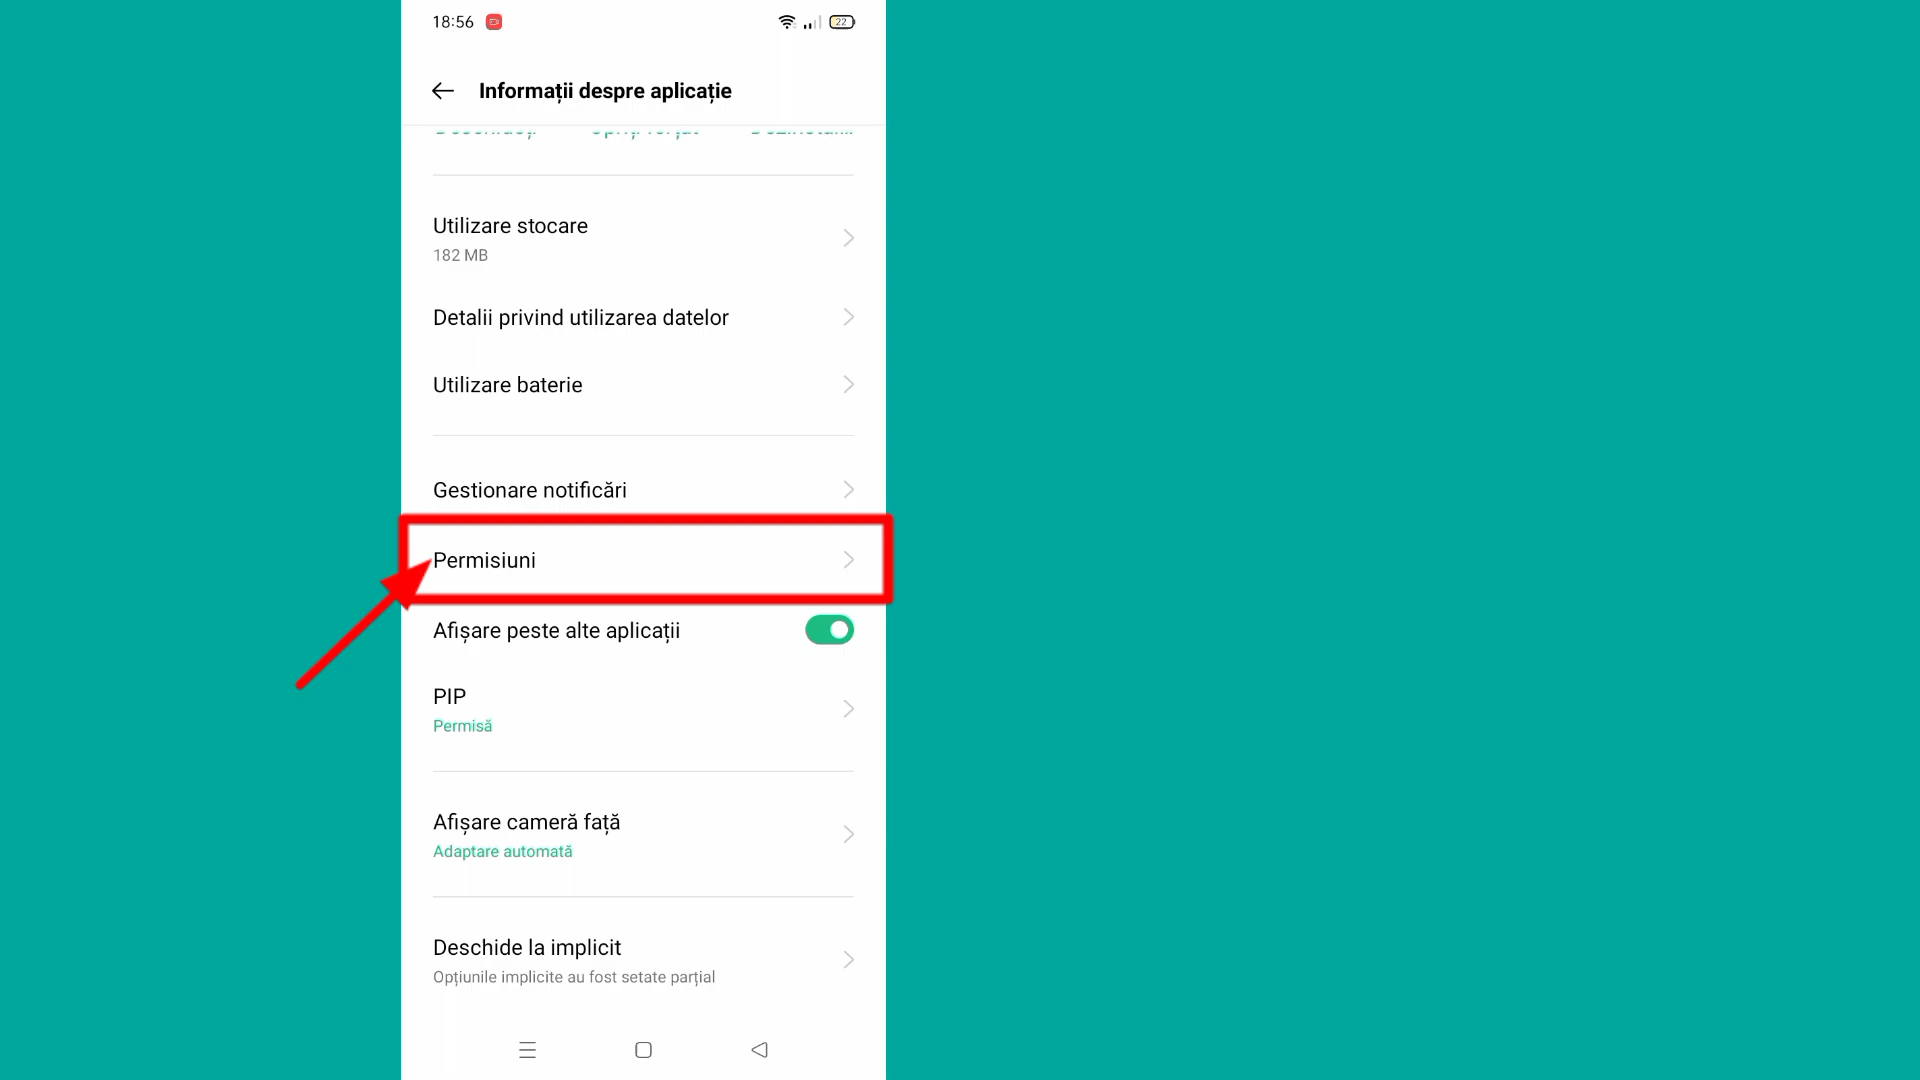 18:56
22
Informații despre aplicație
Utilizare stocare
182 MB
Detalii privind utilizarea datelor
Utilizare baterie
Gestionare notificări
Permisiuni
Afișare peste alte aplicații
PIP
Permisă
Afișare cameră față
Adaptare automată
Deschide la implicit
Opțiunile implicite au fost setate parțial